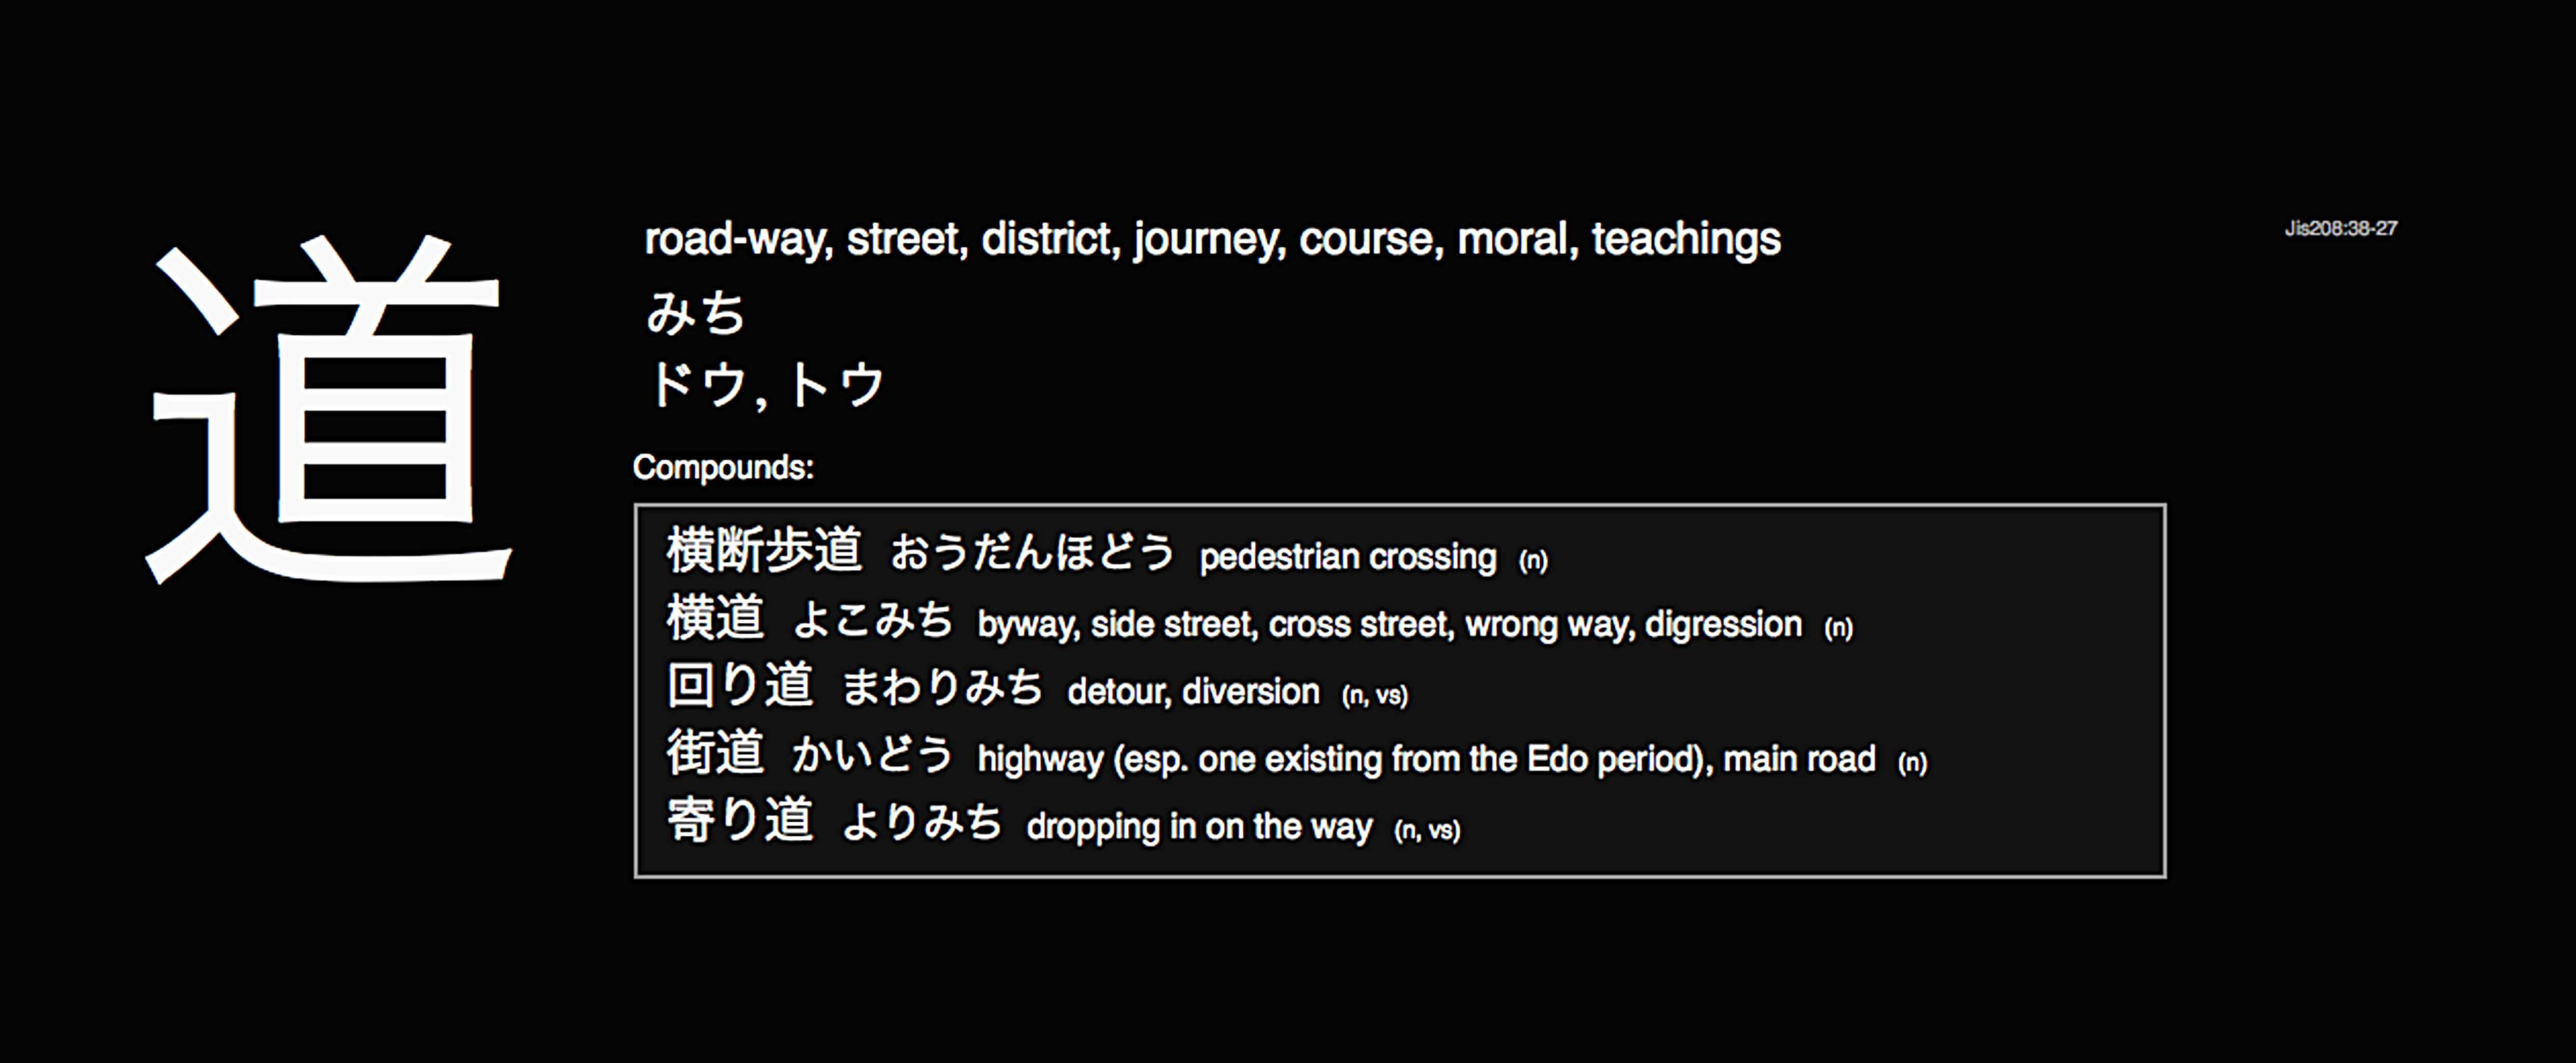 道
road-way, street, district, journey, course, moral, teachings
Jis208:38-27
みち
ドウ, トウ
Compounds:
横断歩道 おうだんほどう pedestrian crossing (n)
横道 よこみち byway, side street, cross street, wrong way, digression (n)
回り道 まわりみち detour, diversion (n, vs)
街道 かいどう highway (esp. one existing from the Edo period), main road (n)
寄り道 よりみち dropping in on the way (n, vs)